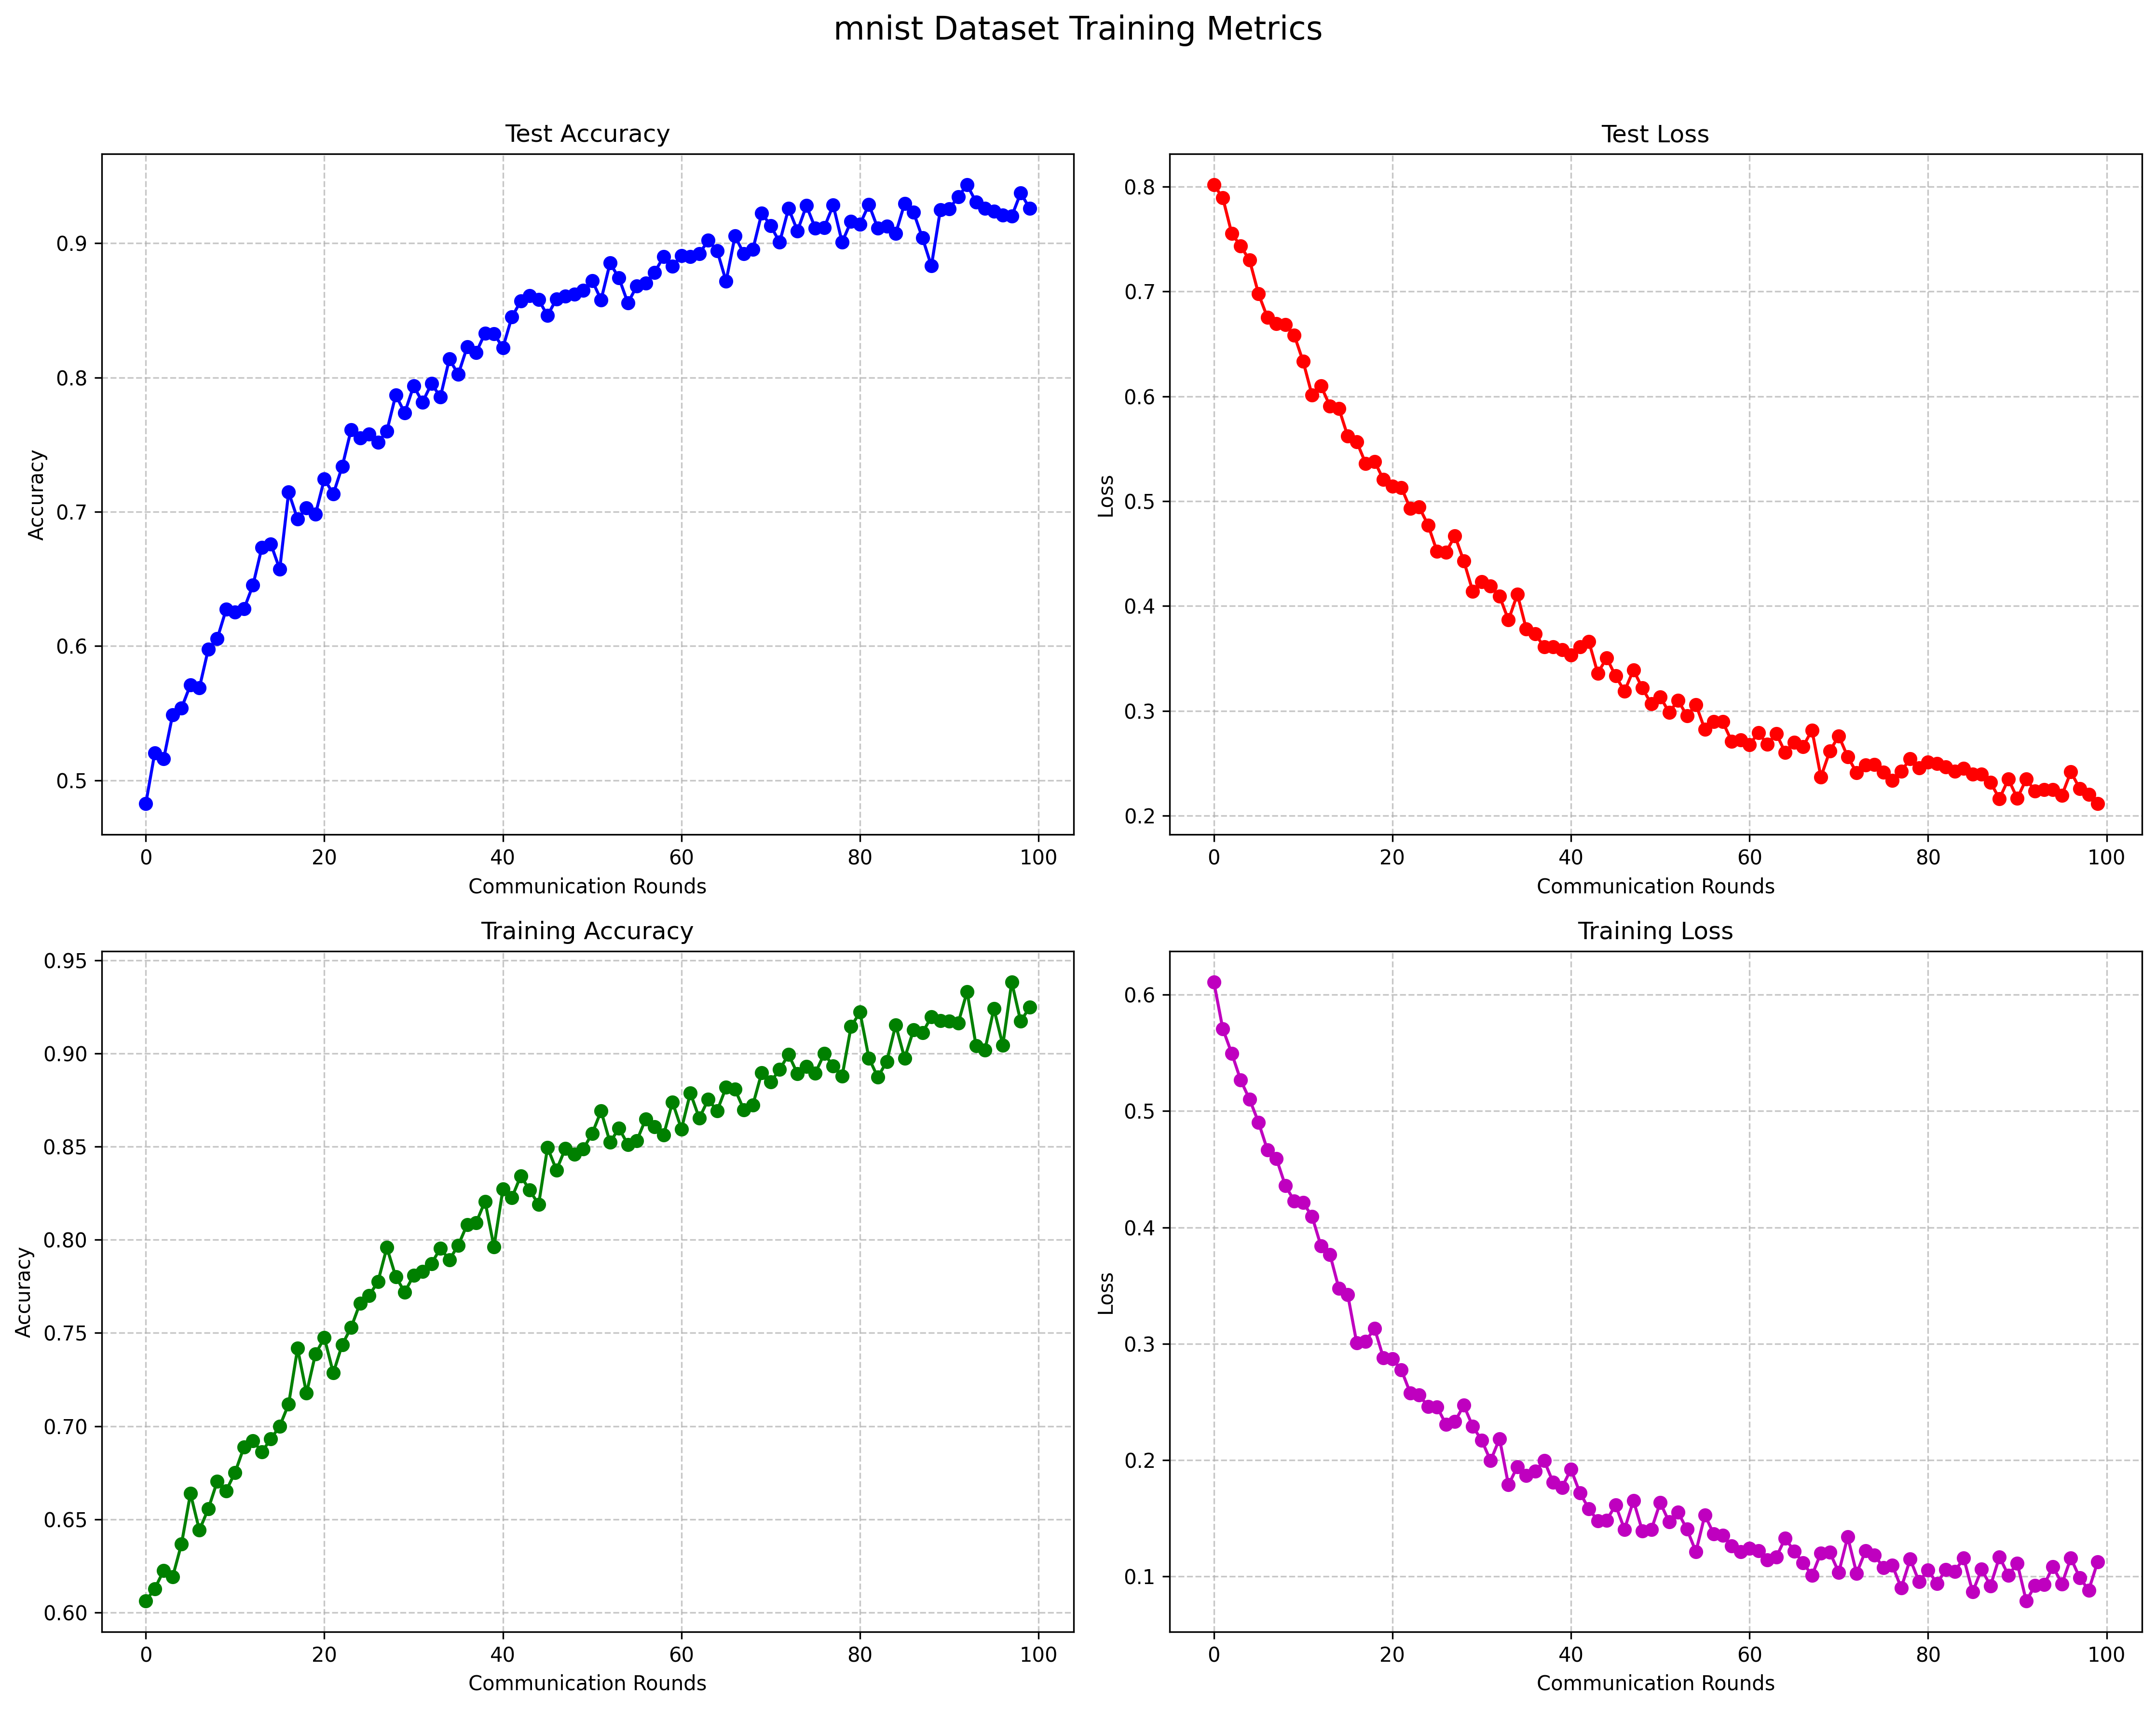 mnist Dataset Training Metrics
Test Accuracy
Accuracy
0.9
0.8
0.7
0.6
0.5
0 20 40 60 80 100
Communication Rounds
Test Loss
Loss
0.8
0.7
0.6
0.5
0.4
0.3
0.2
0 20 40 60 80 100
Communication Rounds
Training Accuracy
Accuracy
0.95
0.90
0.85
0.80
0.75
0.70
0.65
0.60
0 20 40 60 80 100
Communication Rounds
Training Loss
Loss
0.6
0.5
0.4
0.3
0.2
0.1
0 20 40 60 80 100
Communication Rounds